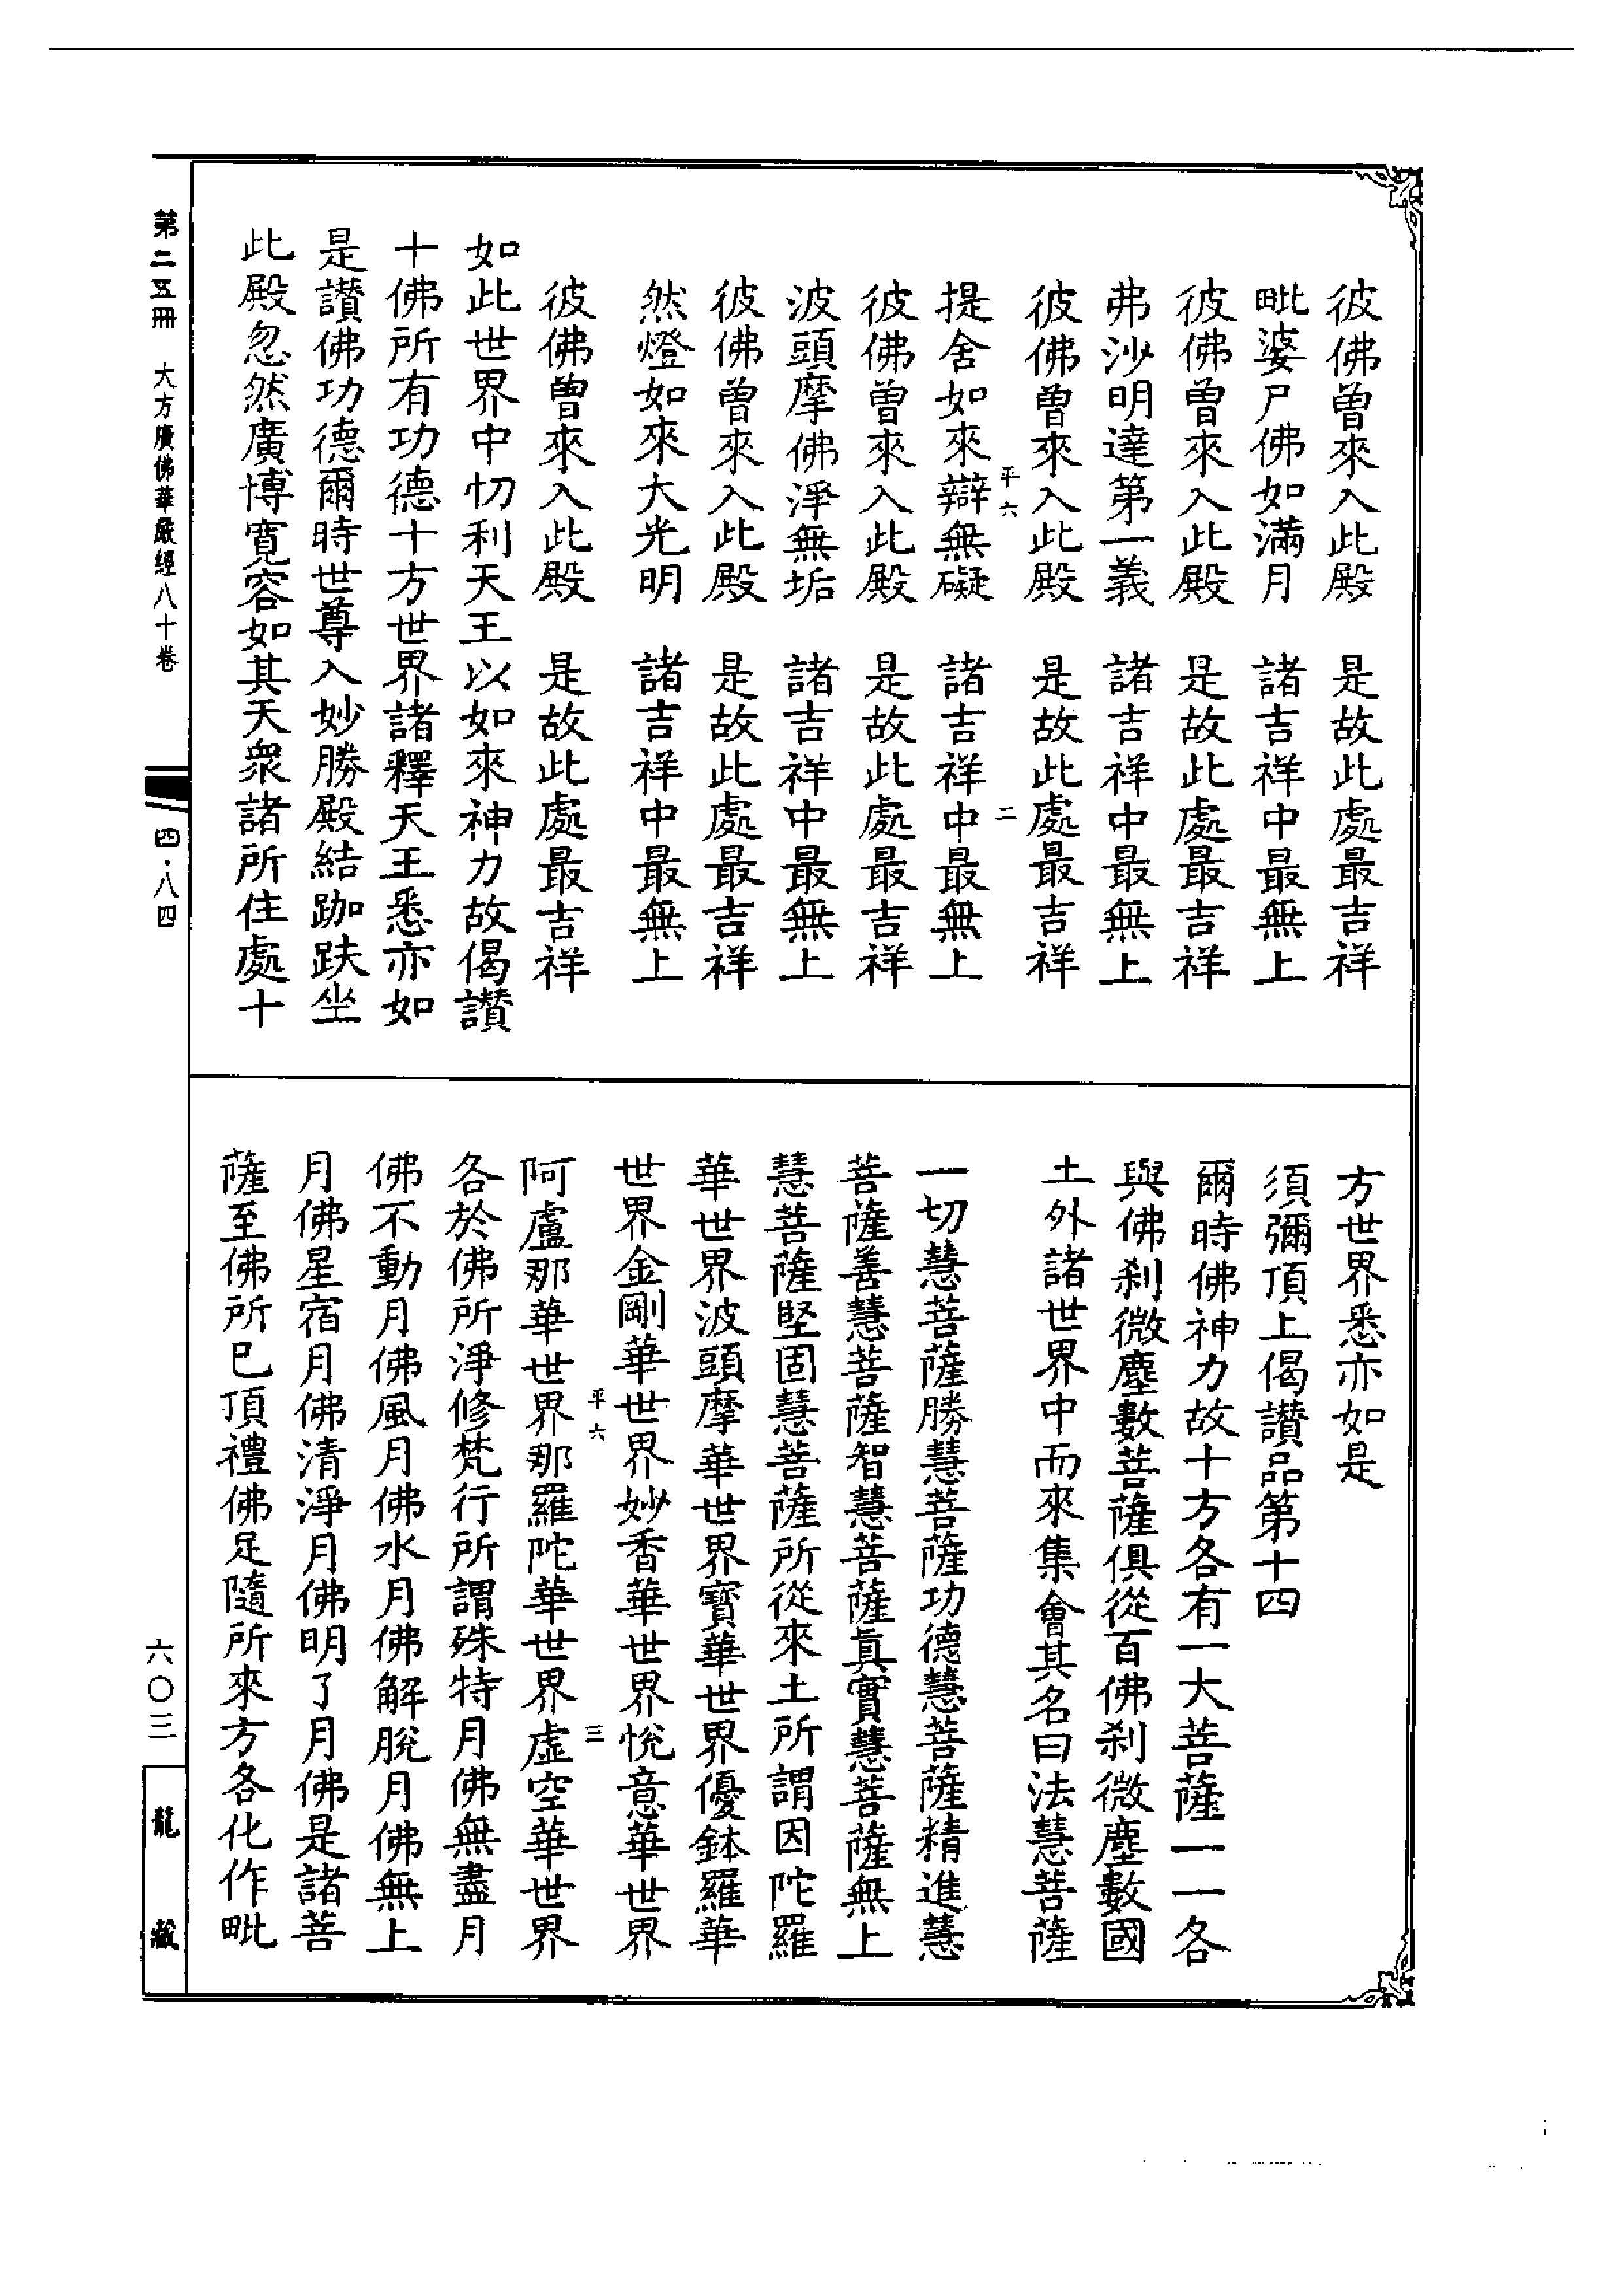 彼佛曾來入此殿　是故此處最吉祥
毗婆尸佛如滿月　諸吉祥中最無上
彼佛曾來入此殿　是故此處最吉祥
弗沙明達第一義　諸吉祥中最無上
彼佛曾來入此殿　是故此處最吉祥
平六　二
提舍如來辯無礙　諸吉祥中最無上
彼佛曾來入此殿　是故此處最吉祥
波頭摩佛淨無垢　諸吉祥中最無上
彼佛曾來入此殿　是故此處最吉祥
然燈如來大光明　諸吉祥中最無上
彼佛曾來入此殿　是故此處最吉祥
如此世界中忉利天王以如來神力故偈讚
十佛所有功德十方世界諸釋天王悉亦如
是讚佛功德爾時世尊入妙勝殿結跏趺坐
此殿忽然廣博寬容如其天衆諸所住處十
方世界悉亦如是
須彌頂上偈讚品第十四
爾時佛神力故十方各有一大菩薩一一各
與佛刹微塵數菩薩俱從百佛刹微塵數國
土外諸世界中而來集會其名曰法慧菩薩
一切慧菩薩勝慧菩薩功德慧菩薩精進慧
菩薩善慧菩薩智慧菩薩真實慧菩薩無上
慧菩薩堅固慧菩薩所從來土所謂因陀羅
華世界波頭摩華世界寶華世界優鉢羅華
世界金剛華世界妙香華世界悅意華世界
平六　三
阿盧那華世界那羅陀華世界虛空華世界
各於佛所淨修梵行所謂殊特月佛無盡月
佛不動月佛風月佛水月佛解脫月佛無上
月佛星宿月佛清淨月佛明了月佛是諸菩
薩至佛所已頂禮佛足隨所來方各化作毗
第二五冊　大方廣佛華嚴經八十卷　四·八四　六〇三　龍藏